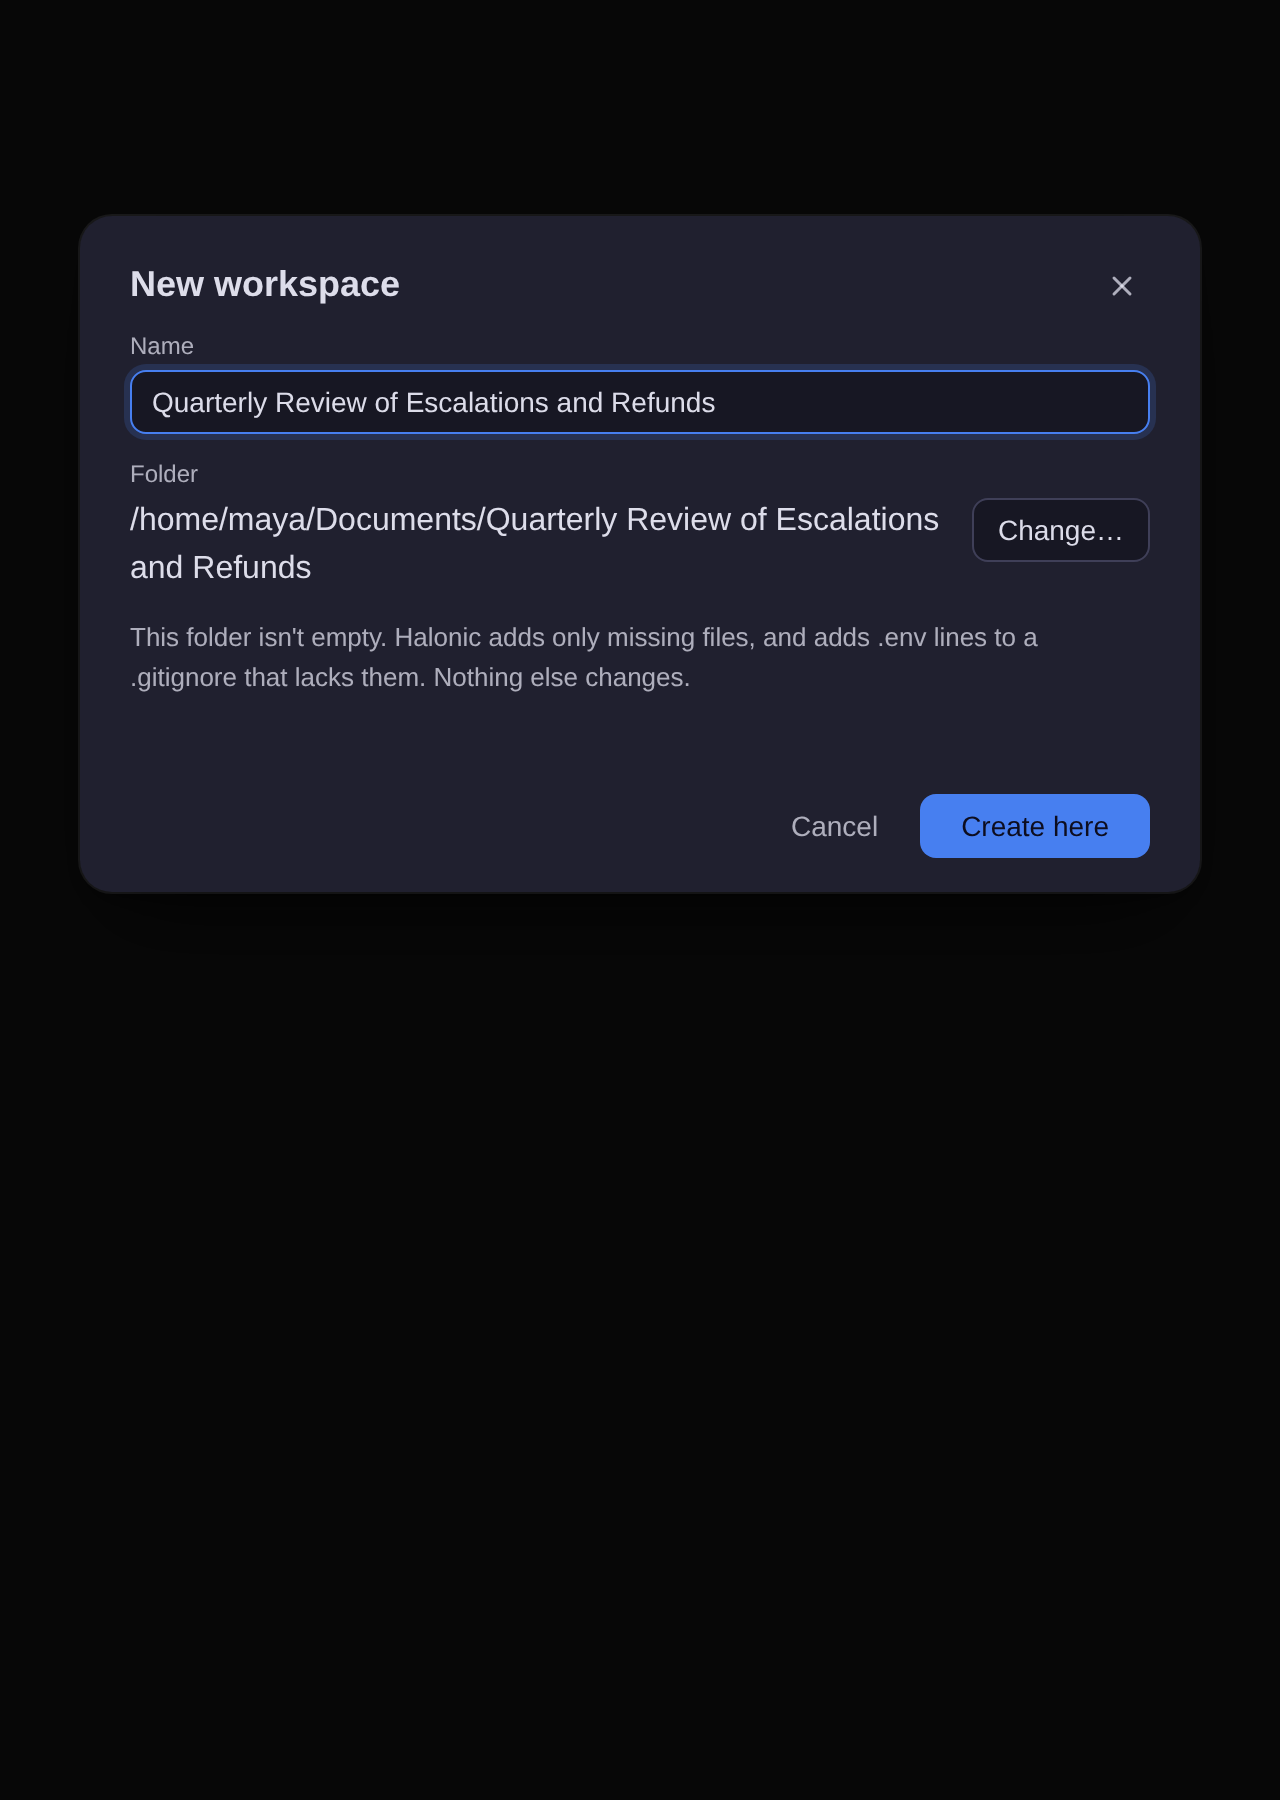 New workspace
Name
Quarterly Review of Escalations and Refunds
Folder
/home/maya/Documents/Quarterly Review of Escalations
and Refunds
Change…
This folder isn't empty. Halonic adds only missing files, and adds .env lines to a
.gitignore that lacks them. Nothing else changes.
Cancel
Create here